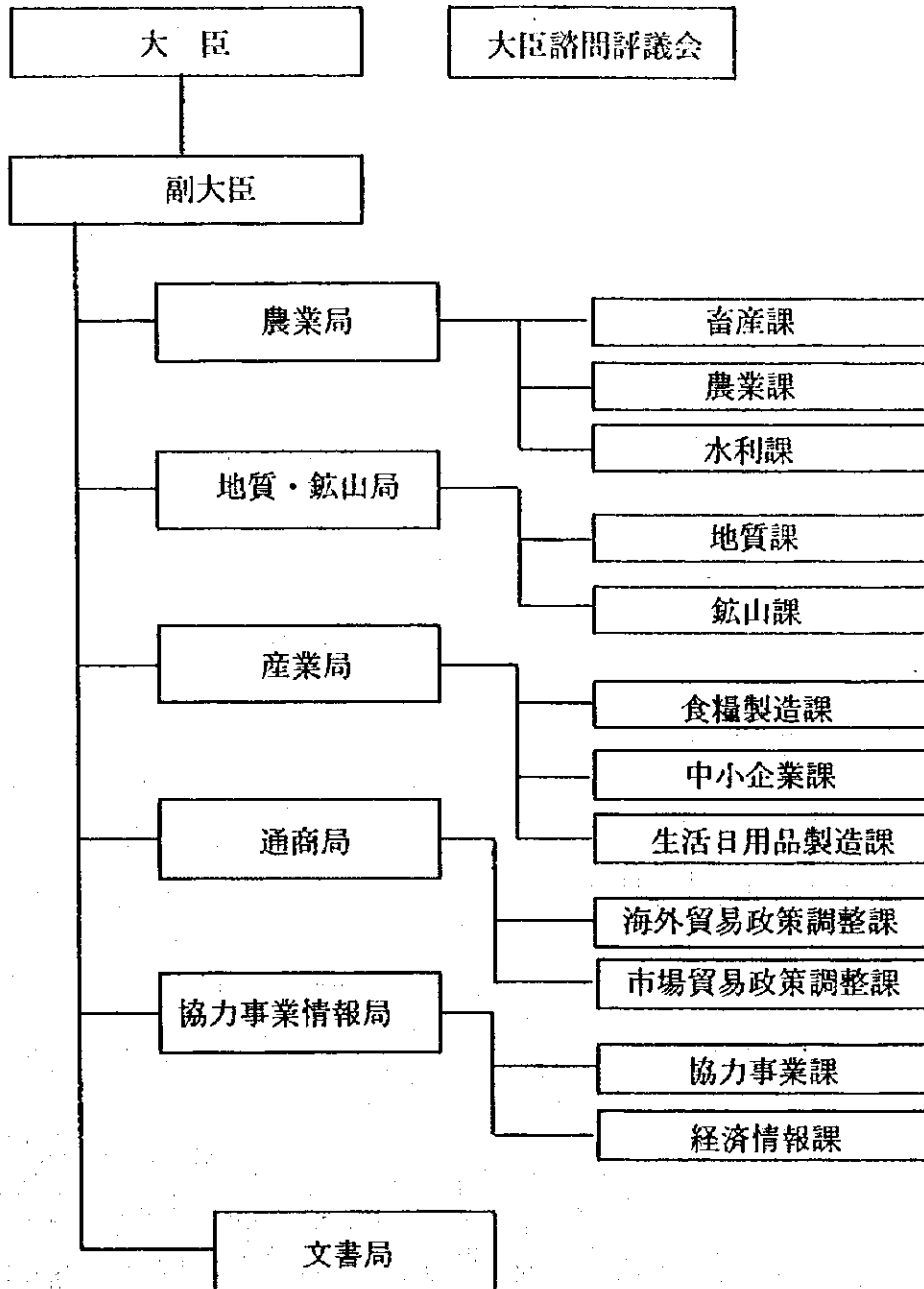 大臣
大臣諮問評議会
副大臣
農業局
畜産課
農業課
水利課
地質・鉱山局
地質課
鉱山課
産業局
食糧製造課
中小企業課
生活日用品製造課
通商局
海外貿易政策調整課
市場貿易政策調整課
協力事業情報局
協力事業課
経済情報課
文書局